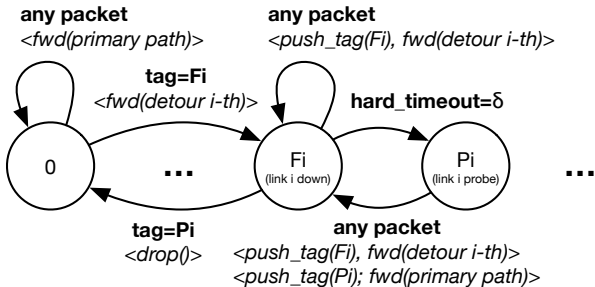 any packet
<fwd(primary path)>
any packet
<push_tag(Fi), fwd(detour i-th)>
tag=Fi
<fwd(detour i-th)>
hard_timeout=δ
0
...
Fi
(link i down)
Pi
(link i probe)
...
tag=Pi
<drop()>
any packet
<push_tag(Fi), fwd(detour i-th)>
<push_tag(Pi); fwd(primary path)>